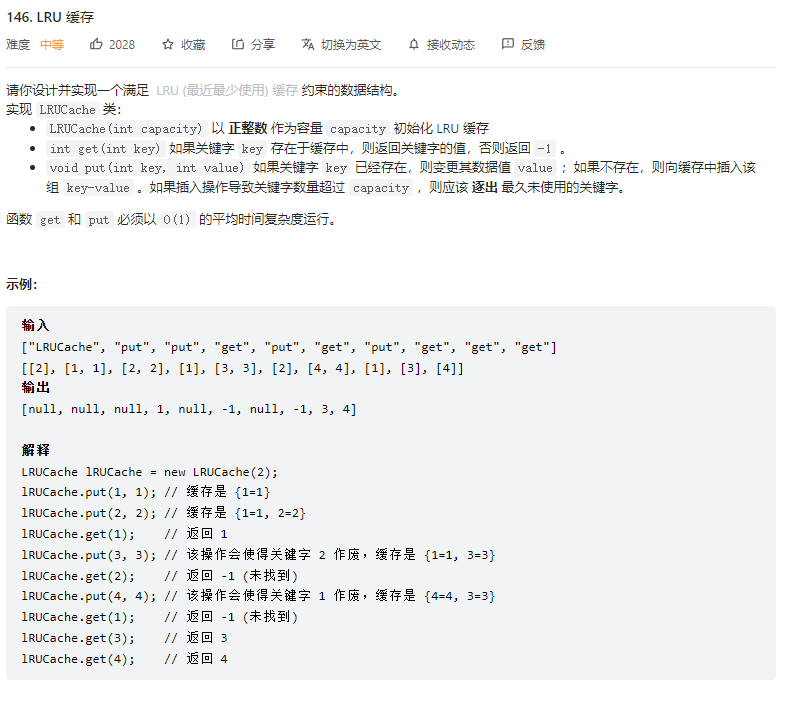 146. LRU 缓存
难度 中等 2028 收藏 分享 切换为英文 接收动态 反馈
请你设计并实现一个满足 LRU (最近最少使用) 缓存 约束的数据结构。
实现 LRUCache 类：
• LRUCache(int capacity) 以 正整数 作为容量 capacity 初始化 LRU 缓存
• int get(int key) 如果关键字 key 存在于缓存中，则返回关键字的值，否则返回 -1 。
• void put(int key, int value) 如果关键字 key 已经存在，则变更其数据值 value ；如果不存在，则向缓存中插入该
组 key-value 。如果插入操作导致关键字数量超过 capacity ，则应该 逐出 最久未使用的关键字。
函数 get 和 put 必须以 O(1) 的平均时间复杂度运行。
示例：
输入
["LRUCache", "put", "put", "get", "put", "get", "put", "get", "get", "get"]
[[2], [1, 1], [2, 2], [1], [3, 3], [2], [4, 4], [1], [3], [4]]
输出
[null, null, null, 1, null, -1, null, -1, 3, 4]
解释
LRUCache lRUCache = new LRUCache(2);
lRUCache.put(1, 1); // 缓存是 {1=1}
lRUCache.put(2, 2); // 缓存是 {1=1, 2=2}
lRUCache.get(1);    // 返回 1
lRUCache.put(3, 3); // 该操作会使得关键字 2 作废，缓存是 {1=1, 3=3}
lRUCache.get(2);    // 返回 -1 (未找到)
lRUCache.put(4, 4); // 该操作会使得关键字 1 作废，缓存是 {4=4, 3=3}
lRUCache.get(1);    // 返回 -1 (未找到)
lRUCache.get(3);    // 返回 3
lRUCache.get(4);    // 返回 4